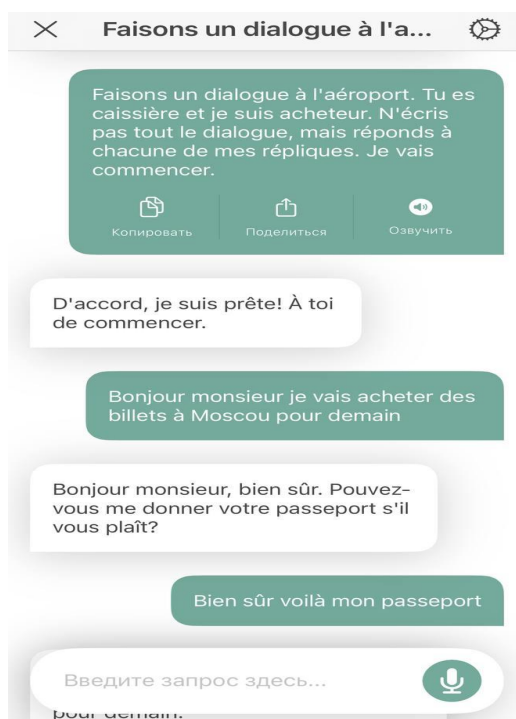 Faisons un dialogue à l'a...
Faisons un dialogue à l'aéroport. Tu es
caissière et je suis acheteur. N'écris
pas tout le dialogue, mais réponds à
chacune de mes répliques. Je vais
commencer.
Копировать Поделиться Озвучить
D'accord, je suis prête! À toi
de commencer.
Bonjour monsieur je vais acheter des
billets à Moscou pour demain
Bonjour monsieur, bien sûr. Pouvez-
vous me donner votre passeport s'il
vous plaît?
Bien sûr voilà mon passeport
Введите запрос здесь...
pour demain.